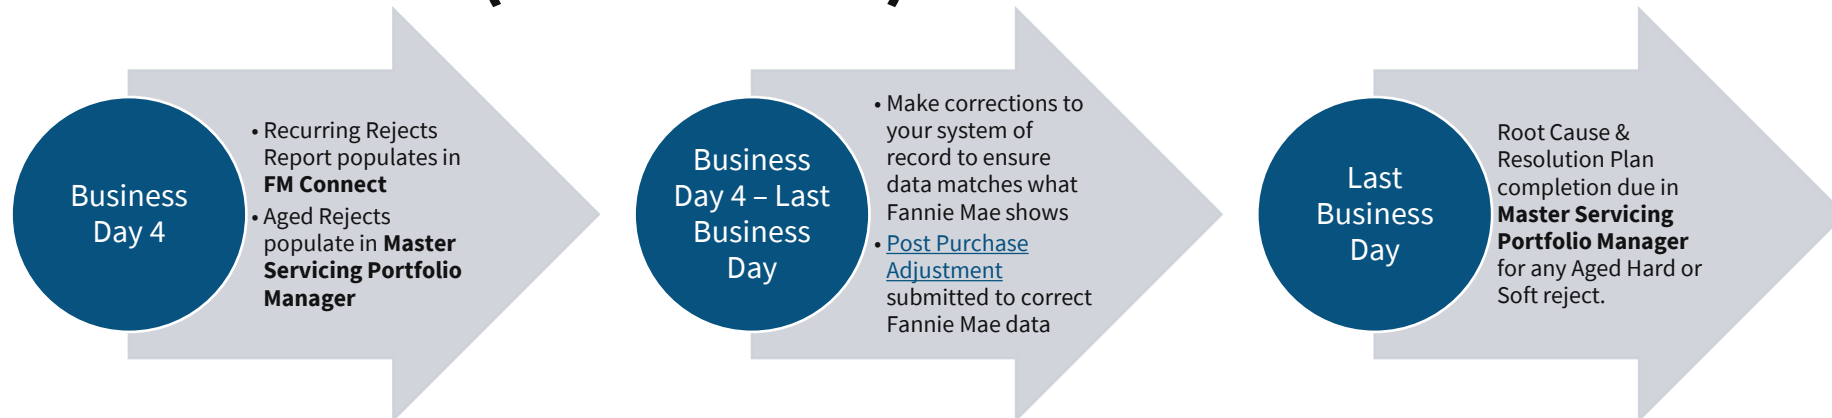 Business
Day 4
• Recurring Rejects
Report populates in
FM Connect
• Aged Rejects
populate in Master
Servicing Portfolio
Manager
Business
Day 4 – Last
Business
Day
• Make corrections to
your system of
record to ensure
data matches what
Fannie Mae shows
• Post Purchase
Adjustment
submitted to correct
Fannie Mae data
Last
Business
Day
Root Cause &
Resolution Plan
completion due in
Master Servicing
Portfolio Manager
for any Aged Hard or
Soft reject.